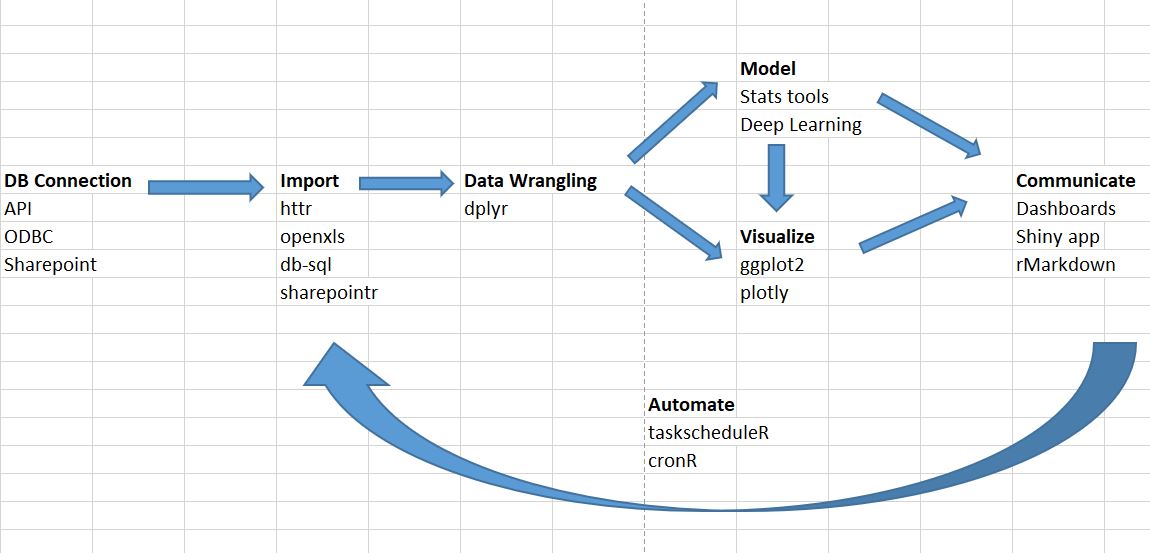 Model
Stats tools
Deep Learning
DB Connection
API
ODBC
Sharepoint
Import
httr
openxls
db-sql
sharepointr
Data Wrangling
dplyr
Visualize
ggplot2
plotly
Communicate
Dashboards
Shiny app
rMarkdown
Automate
taskscheduleR
cronR